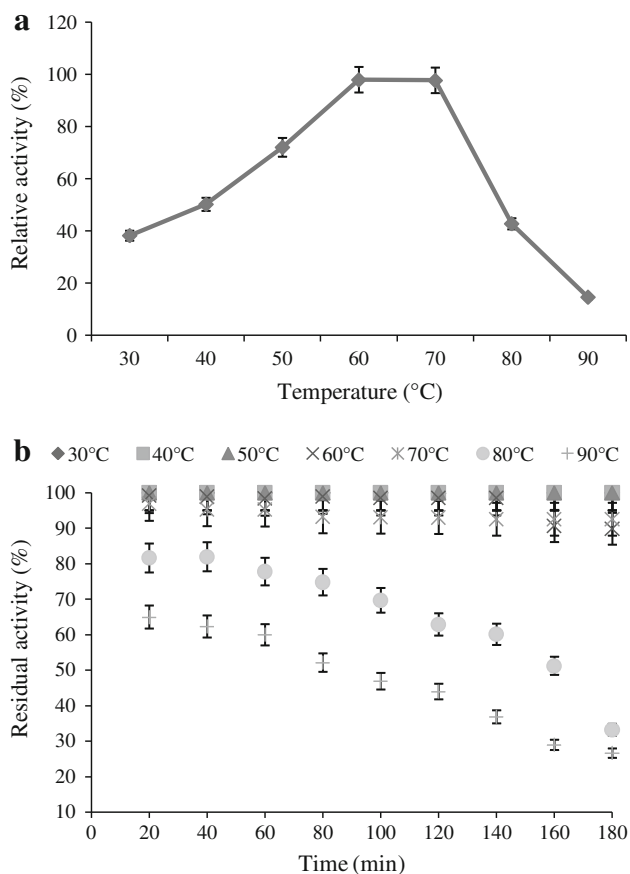 a
Relative activity (%)
120
100
80
60
40
20
0
30 40 50 60 70 80 90
Temperature (°C)
b
30°C 40°C 50°C 60°C 70°C 80°C 90°C
Residual activity (%)
100
90
80
70
60
50
40
30
20
10
0 20 40 60 80 100 120 140 160 180
Time (min)